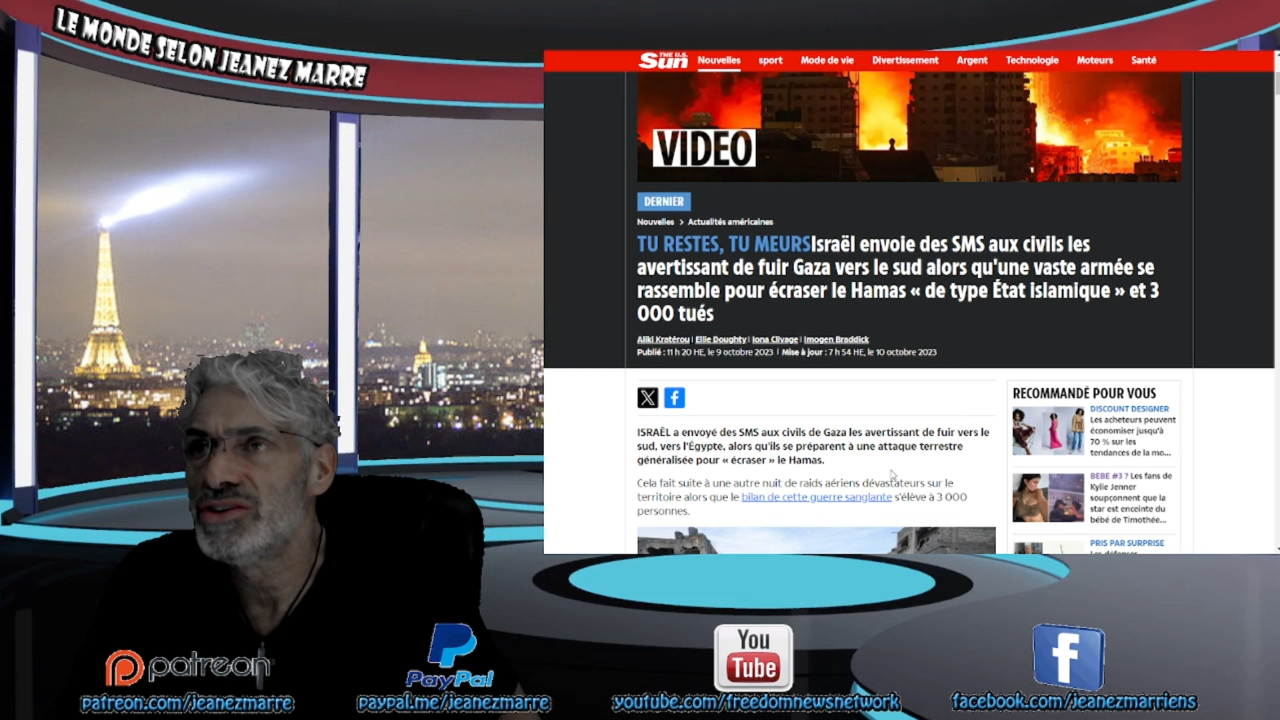 LE MONDE SELON JEANEZ MARRE
THE U.S. Sun
Nouvelles sport Mode de vie Divertissement Argent Technologie Moteurs Santé
VIDEO
DERNIER
Nouvelles > Actualités américaines
TU RESTES, TU MEURSIsraël envoie des SMS aux civils les
avertissant de fuir Gaza vers le sud alors qu'une vaste armée se
rassemble pour écraser le Hamas « de type État islamique » et 3
000 tués
Aliki Kratérou | Ellie Doughty | Iona Clivage | Imogen Braddick
Publié : 11 h 20 HE, le 9 octobre 2023 | Mise à jour : 7 h 54 HE, le 10 octobre 2023
ISRAËL a envoyé des SMS aux civils de Gaza les avertissant de fuir vers le
sud, vers l'Égypte, alors qu'ils se préparent à une attaque terrestre
généralisée pour « écraser » le Hamas.
Cela fait suite à une autre nuit de raids aériens dévastateurs sur le
territoire alors que le bilan de cette guerre sanglante s'élève à 3 000
personnes.
RECOMMANDÉ POUR VOUS
DISCOUNT DESIGNER
Les acheteurs peuvent
économiser jusqu'à
70 % sur les
tendances de la mo...
BEBE #3 ? Les fans de
Kylie Jenner
soupçonnent que la
star est enceinte du
bébé de Timothée...
PRIS PAR SURPRISE
Les défenses
patreon
patreon.com/jeanezmarre
PayPal
paypal.me/jeanezmarre
You
Tube
youtube.com/freedomnewsnetwork
facebook.com/jeanezmarriens